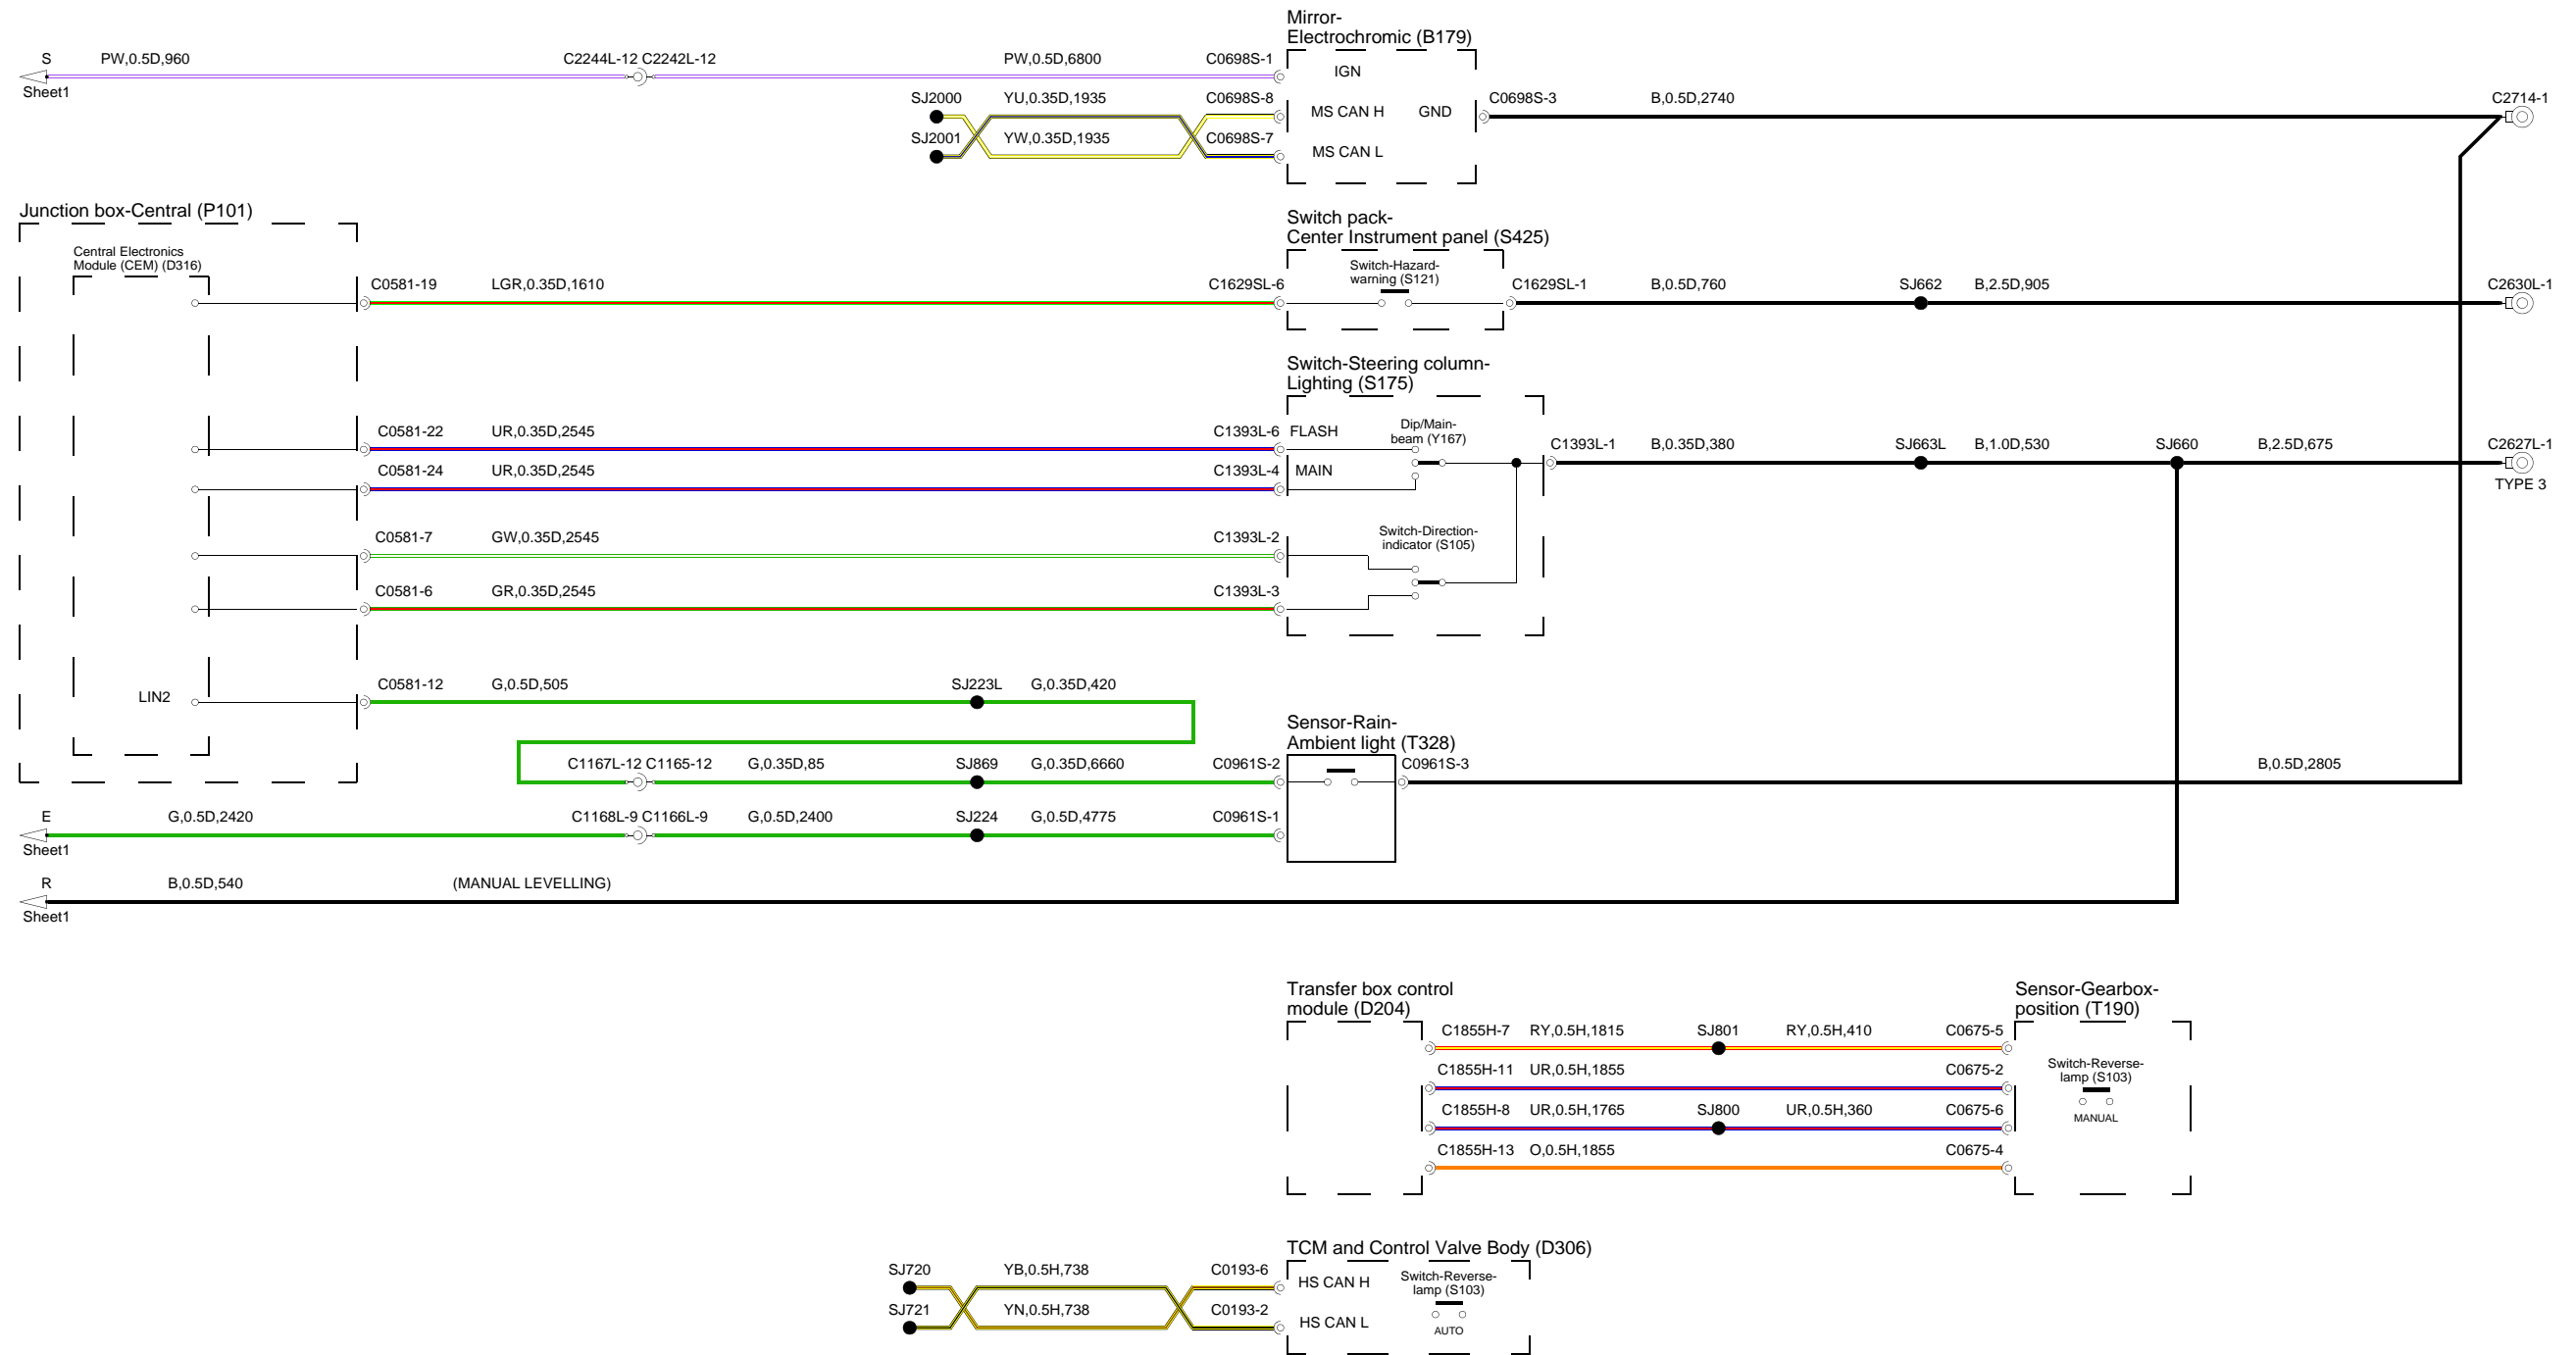 Mirror-
Electrochromic (B179)
S PW,0.5D,960 C2244L-12 C2242L-12 PW,0.5D,6800 C0698S-1
IGN
Sheet1
SJ2000 YU,0.35D,1935 C0698S-8 MS CAN H GND C0698S-3 B,0.5D,2740 C2714-1
SJ2001 YW,0.35D,1935 C0698S-7 MS CAN L
Junction box-Central (P101)
Central Electronics
Module (CEM) (D316)
Switch pack-
Center Instrument panel (S425)
Switch-Hazard-
warning (S121)
C0581-19 LGR,0.35D,1610 C1629SL-6 C1629SL-1 B,0.5D,760 SJ662 B,2.5D,905 C2630L-1
Switch-Steering column-
Lighting (S175)
Dip/Main-
beam (Y167)
C0581-22 UR,0.35D,2545 C1393L-6 FLASH C1393L-1 B,0.35D,380 SJ663L B,1.0D,530 SJ660 B,2.5D,675 C2627L-1
C0581-24 UR,0.35D,2545 C1393L-4 MAIN
TYPE 3
Switch-Direction-
indicator (S105)
C0581-7 GW,0.35D,2545 C1393L-2
C0581-6 GR,0.35D,2545 C1393L-3
LIN2 C0581-12 G,0.5D,505 SJ223L G,0.35D,420
Sensor-Rain-
Ambient light (T328)
C1167L-12 C1165-12 G,0.35D,85 SJ869 G,0.35D,6660 C0961S-2 C0961S-3 B,0.5D,2805
E G,0.5D,2420 C1168L-9 C1166L-9 G,0.5D,2400 SJ224 G,0.5D,4775 C0961S-1
Sheet1
R B,0.5D,540 (MANUAL LEVELLING)
Sheet1
Transfer box control
module (D204)
Sensor-Gearbox-
position (T190)
C1855H-7 RY,0.5H,1815 SJ801 RY,0.5H,410 C0675-5
Switch-Reverse-
lamp (S103)
MANUAL
C1855H-11 UR,0.5H,1855 C0675-2
C1855H-8 UR,0.5H,1765 SJ800 UR,0.5H,360 C0675-6
C1855H-13 O,0.5H,1855 C0675-4
TCM and Control Valve Body (D306)
SJ720 YB,0.5H,738 C0193-6 HS CAN H
Switch-Reverse-
lamp (S103)
AUTO
SJ721 YN,0.5H,738 C0193-2 HS CAN L